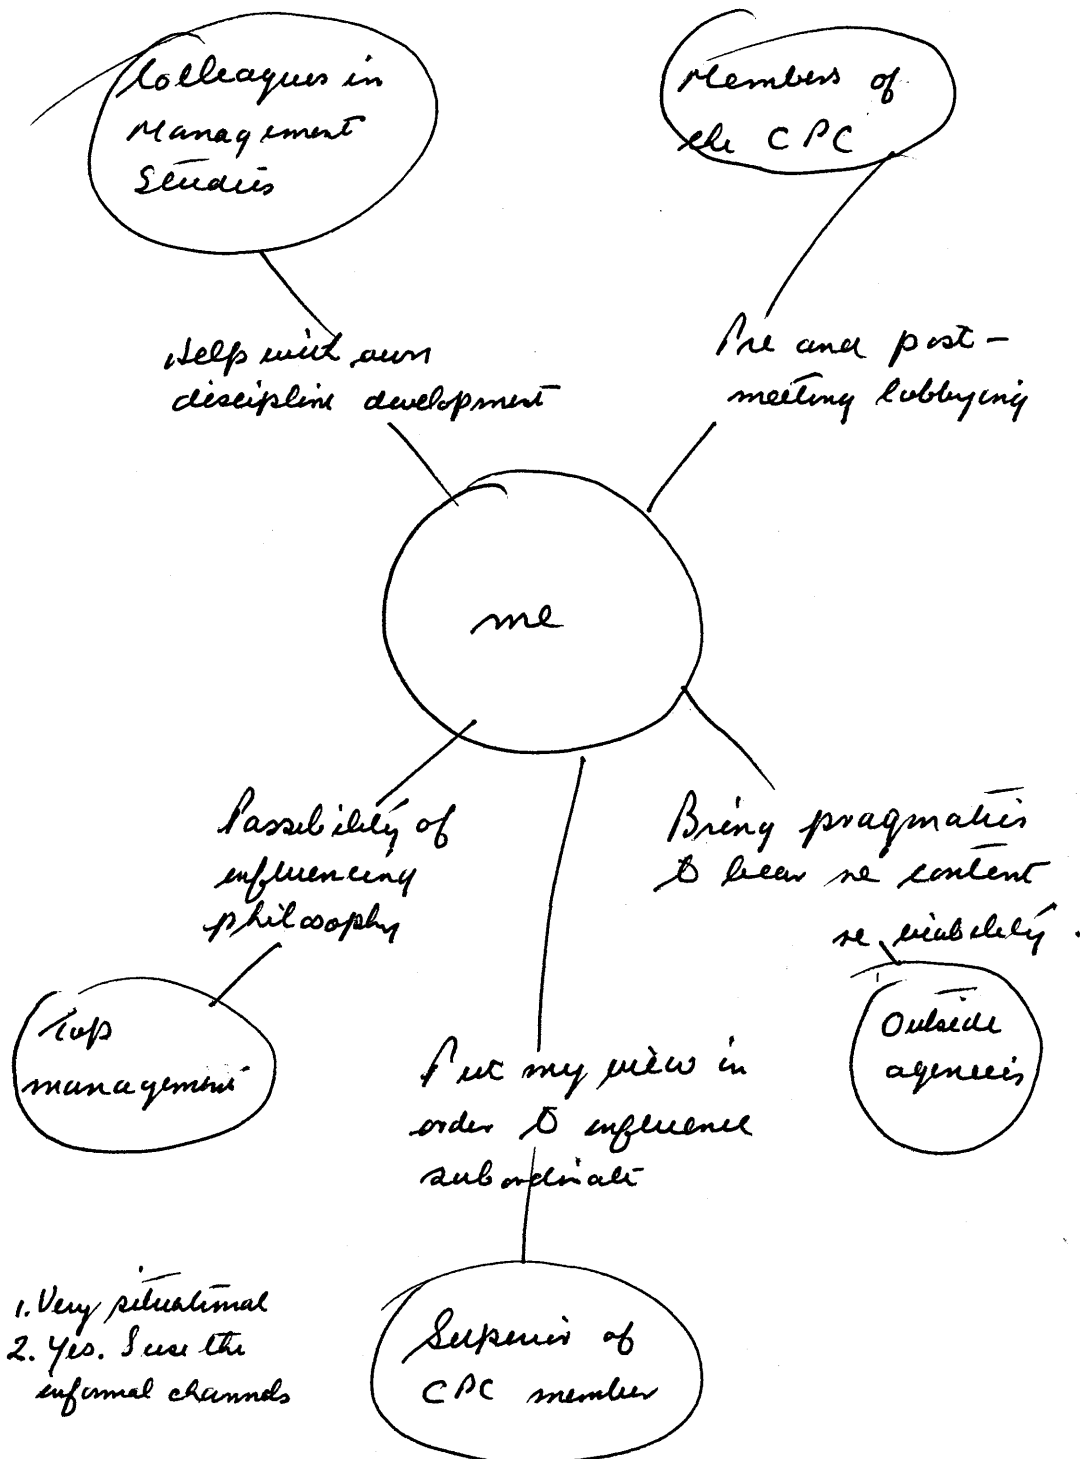 Colleagues in
Management
Studies
Members of
the CPC
Help with own
discipline development
Pre and post-
meeting lobbying
me
Possibility of
influencing
philosophy
Bring pragmatics
to bear re content
re viability.
Top
management
Outside
agencies
Put my view in
order to influence
subordinate
1. Very situational
2. Yes. I use the
informal channels
Superior of
CPC member